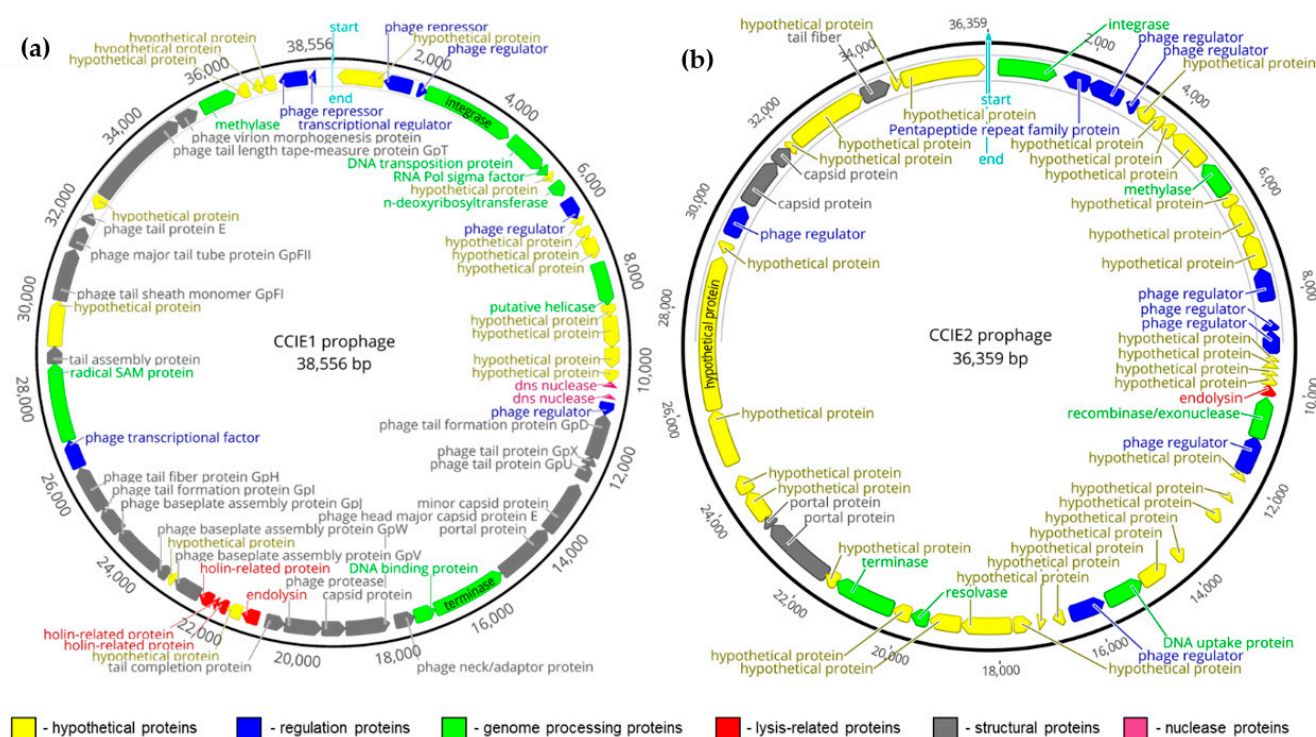 (a)
38,556
start
end
phage repressor
hypothetical protein
phage regulator
2,000
integrase
4,000
DNA transposition protein
RNA Pol sigma factor
hypothetical protein
n-deoxyribosyltransferase
6,000
phage regulator
hypothetical protein
hypothetical protein
hypothetical protein
8,000
putative helicase
hypothetical protein
hypothetical protein
hypothetical protein
hypothetical protein
10,000
dns nuclease
dns nuclease
phage regulator
phage tail formation protein GpD
12,000
phage tail protein GpX
phage tail protein GpU
minor capsid protein
phage head major capsid protein E
portal protein
14,000
terminase
16,000
DNA binding protein
phage neck/adaptor protein
18,000
phage protease
capsid protein
20,000
tail completion protein
endolysin
hypothetical protein
holin-related protein
holin-related protein
holin-related protein
22,000
phage baseplate assembly protein GpV
hypothetical protein
phage baseplate assembly protein GpW
24,000
phage baseplate assembly protein GpJ
phage tail formation protein GpI
phage tail fiber protein GpH
26,000
phage transcriptional factor
28,000
radical SAM protein
tail assembly protein
hypothetical protein
30,000
phage tail sheath monomer GpFI
phage major tail tube protein GpFII
phage tail protein E
hypothetical protein
32,000
phage tail length tape-measure protein GpT
phage virion morphogenesis protein
34,000
methylase
36,000
hypothetical protein
hypothetical protein
hypothetical protein
phage repressor
transcriptional regulator
CCIE1 prophage
38,556 bp
(b)
36,359
start
end
integrase
2,000
phage regulator
phage regulator
hypothetical protein
Pentapeptide repeat family protein
4,000
hypothetical protein
hypothetical protein
methylase
6,000
hypothetical protein
hypothetical protein
hypothetical protein
8,000
phage regulator
phage regulator
phage regulator
hypothetical protein
hypothetical protein
hypothetical protein
10,000
endolysin
recombinase/exonuclease
phage regulator
hypothetical protein
12,000
hypothetical protein
hypothetical protein
hypothetical protein
hypothetical protein
14,000
DNA uptake protein
phage regulator
16,000
hypothetical protein
hypothetical protein
hypothetical protein
18,000
hypothetical protein
hypothetical protein
20,000
resolvase
terminase
hypothetical protein
22,000
portal protein
portal protein
hypothetical protein
hypothetical protein
24,000
hypothetical protein
26,000
hypothetical protein
28,000
hypothetical protein
phage regulator
30,000
capsid protein
capsid protein
hypothetical protein
32,000
hypothetical protein
tail fiber
34,000
hypothetical protein
hypothetical protein
CCIE2 prophage
36,359 bp
- hypothetical proteins
- regulation proteins
- genome processing proteins
- lysis-related proteins
- structural proteins
- nuclease proteins